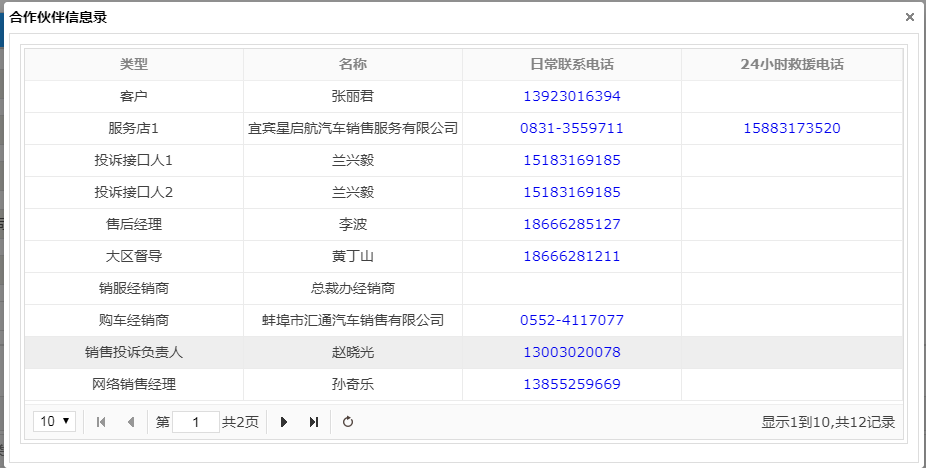 合作伙伴信息录
类型 名称 日常联系电话 24小时救援电话
客户 张丽君 13923016394
服务店1 宜宾星启航汽车销售服务有限公司 0831-3559711 15883173520
投诉接口人1 兰兴毅 15183169185
投诉接口人2 兰兴毅 15183169185
售后经理 李波 18666285127
大区督导 黄丁山 18666281211
销服经销商 总裁办经销商
购车经销商 蚌埠市汇通汽车销售有限公司 0552-4117077
销售投诉负责人 赵晓光 13003020078
网络销售经理 孙奇乐 13855259669
10 第 1 共2页 显示1到10,共12记录